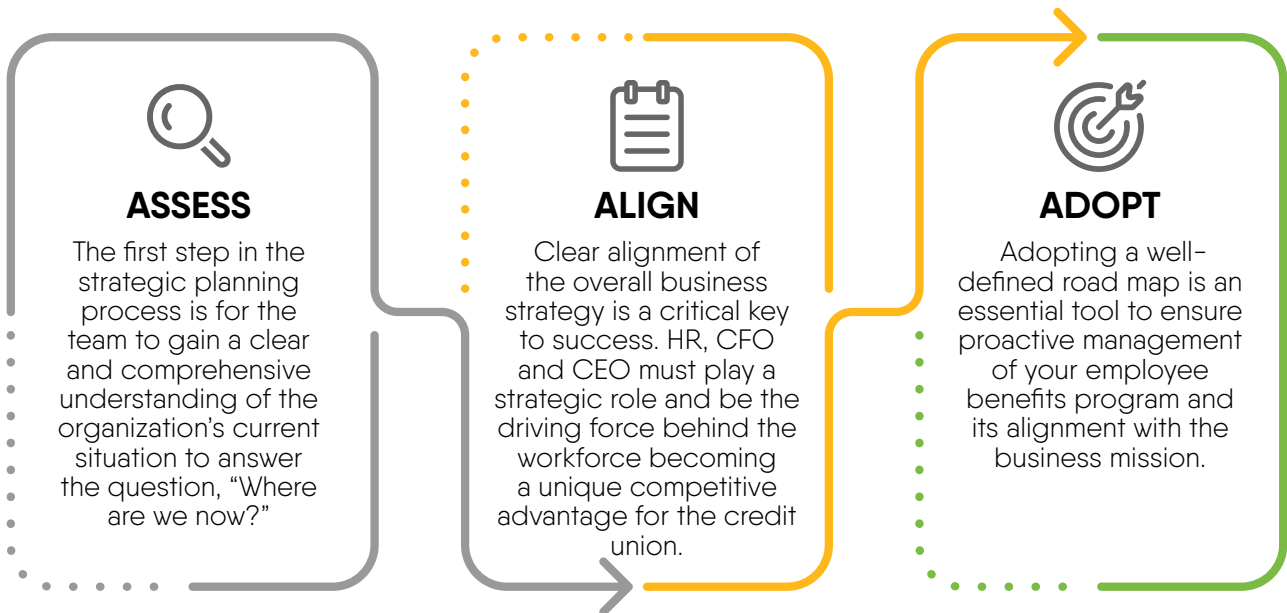 ASSESS
The first step in the
strategic planning
process is for the
team to gain a clear
and comprehensive
understanding of the
organization’s current
situation to answer
the question, “Where
are we now?”
ALIGN
Clear alignment of
the overall business
strategy is a critical key
to success. HR, CFO
and CEO must play a
strategic role and be the
driving force behind the
workforce becoming
a unique competitive
advantage for the credit
union.
ADOPT
Adopting a well-
defined road map is an
essential tool to ensure
proactive management
of your employee
benefits program and
its alignment with the
business mission.